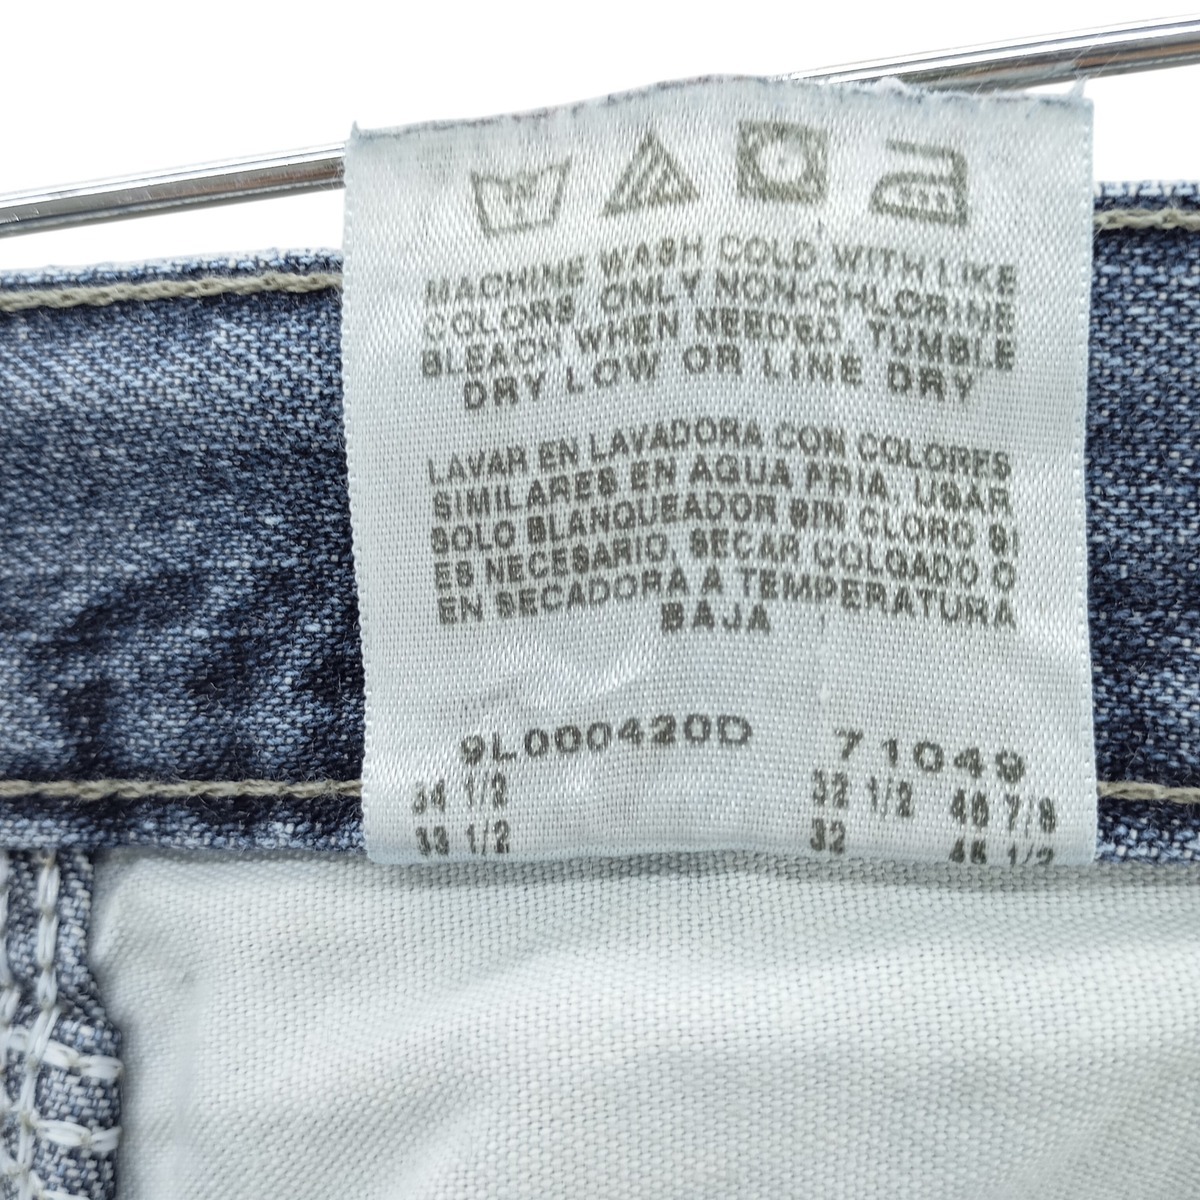 MACHINE WASH COLD WITH LIKE
COLORS, ONLY NON-CHLORINE
BLEACH WHEN NEEDED, TUMBLE
DRY LOW OR LINE DRY
LAVAR EN LAVADORA CON COLORES
SIMILARES EN AGUA FRIA, USAR
SOLO BLANQUEADOR SIN CLORO SI
ES NECESARIO, SECAR COLGADO O
EN SECADORA A TEMPERATURA
BAJA
9L000420D 71049
34 1/2 32 1/2 46 7/8
33 1/2 32 45 1/2